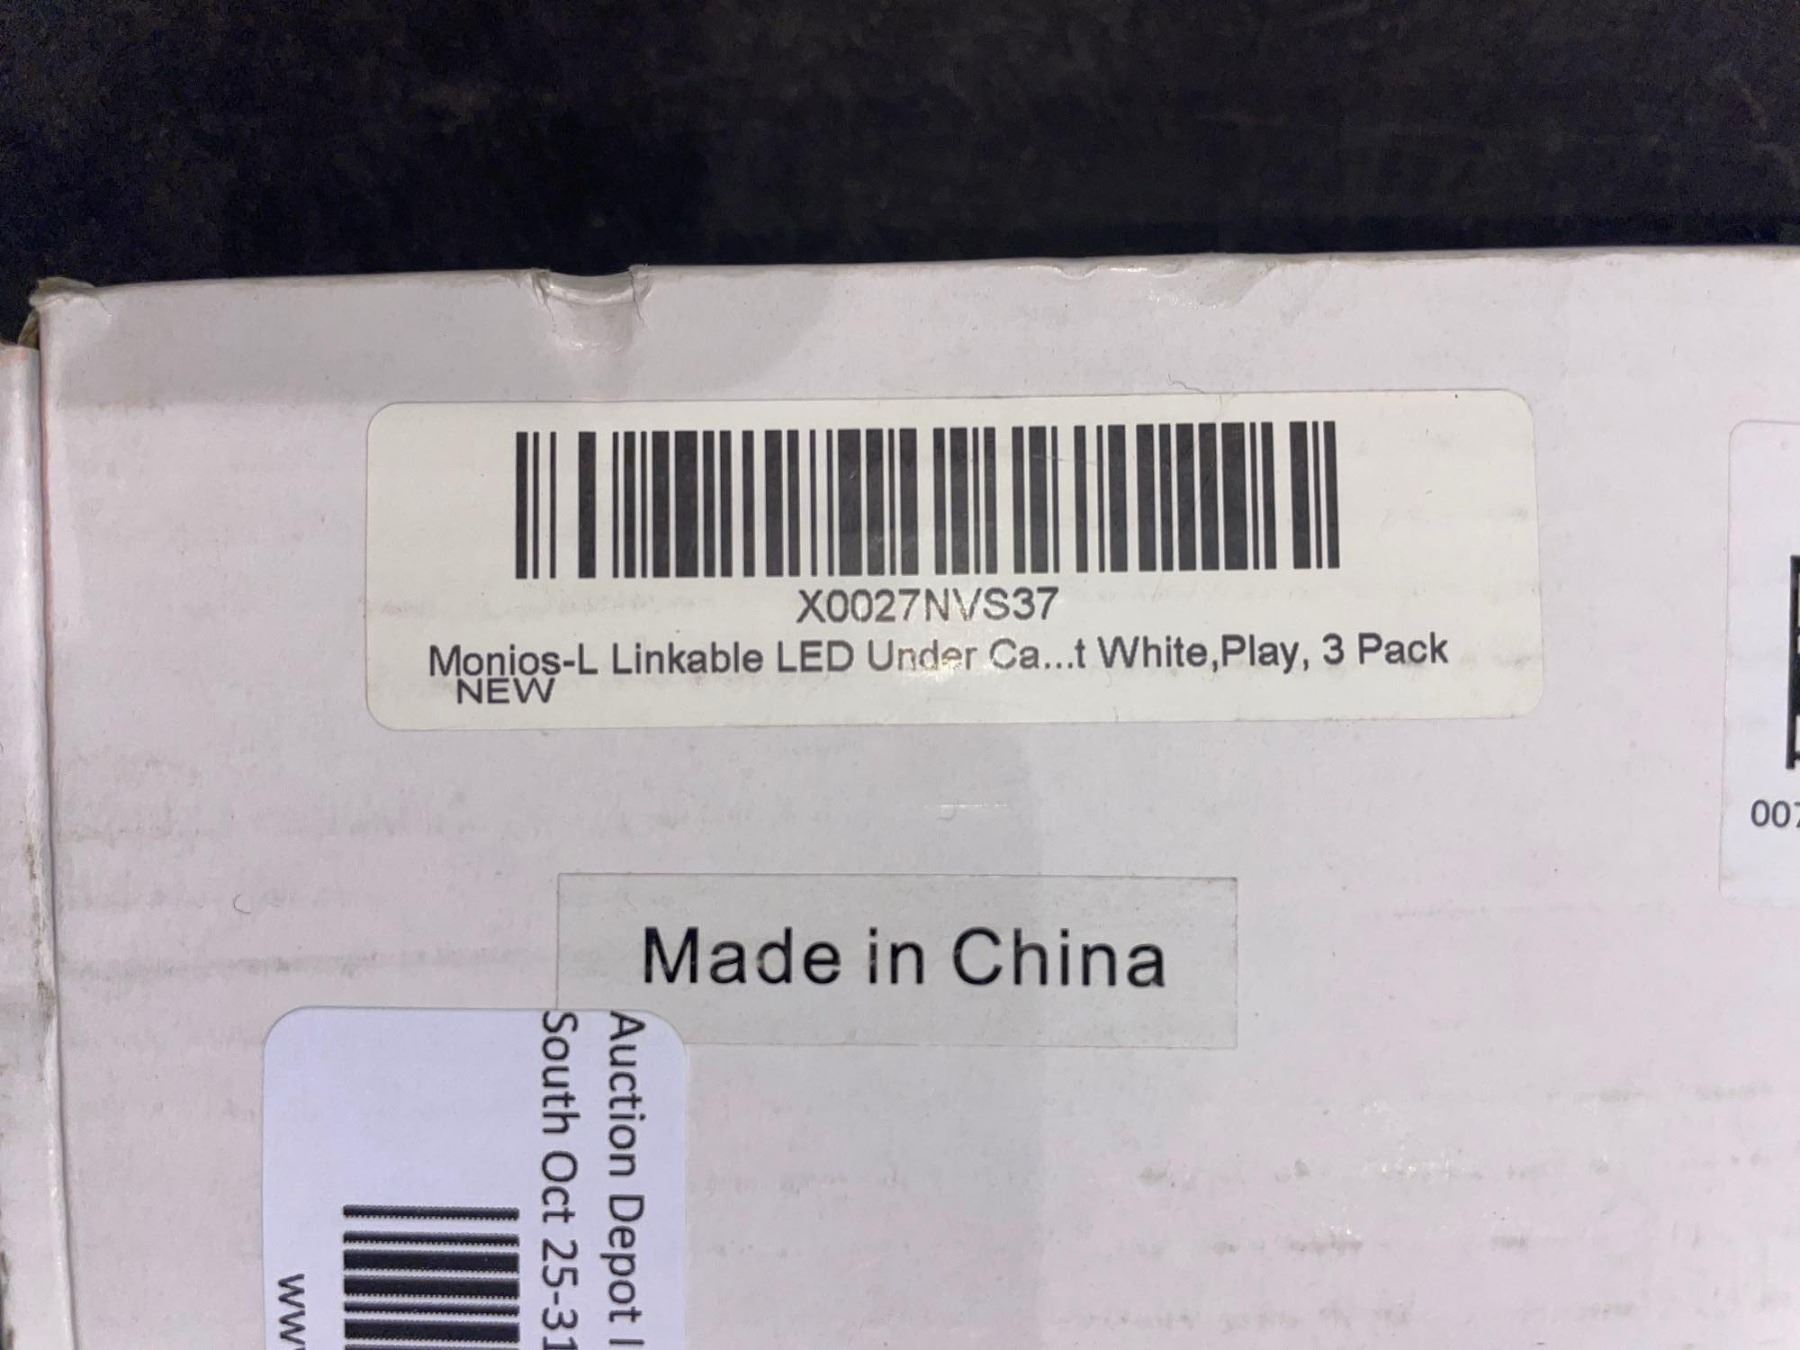 X0027NVS37
Monios-L Linkable LED Under Ca...t White,Play, 3 Pack
NEW
007
Made in China
Auction Depot
South Oct 25-31